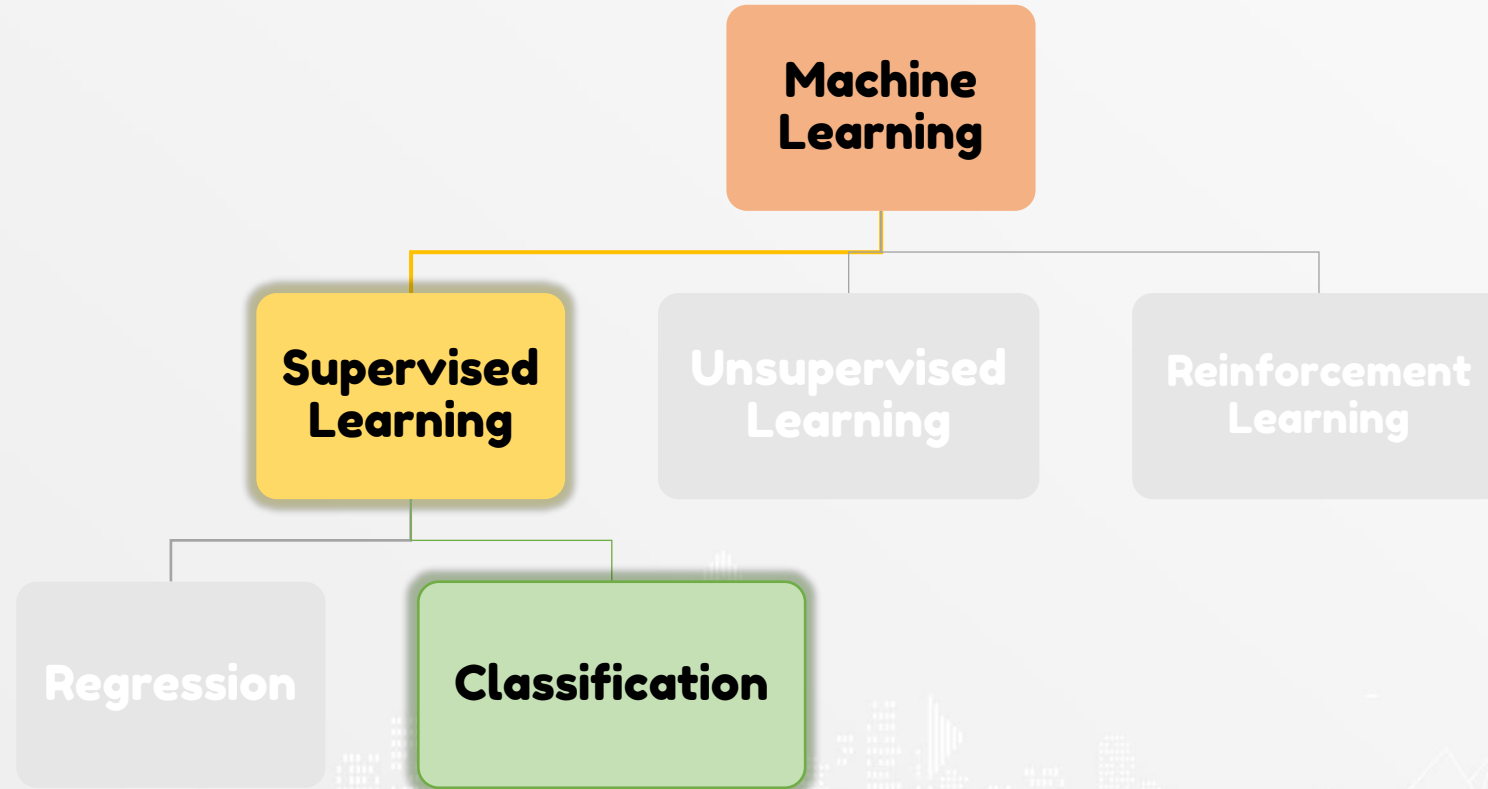 Machine
Learning
Supervised
Learning
Unsupervised
Learning
Reinforcement
Learning
Regression
Classification